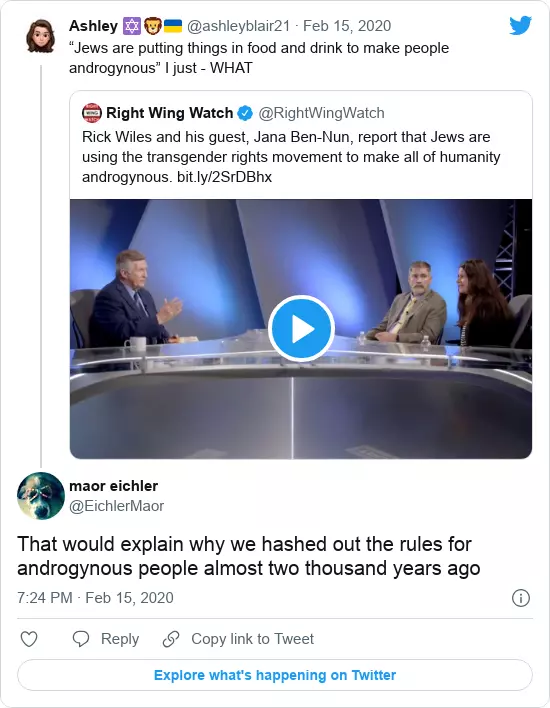 Ashley ✡️🦁🇺🇦 @ashleyblair21 · Feb 15, 2020
“Jews are putting things in food and drink to make people
androgynous” I just - WHAT
Right Wing Watch @RightWingWatch
Rick Wiles and his guest, Jana Ben-Nun, report that Jews are
using the transgender rights movement to make all of humanity
androgynous. bit.ly/2SrDBhx
maor eichler
@EichlerMaor
That would explain why we hashed out the rules for
androgynous people almost two thousand years ago
7:24 PM · Feb 15, 2020
Reply
Copy link to Tweet
Explore what's happening on Twitter